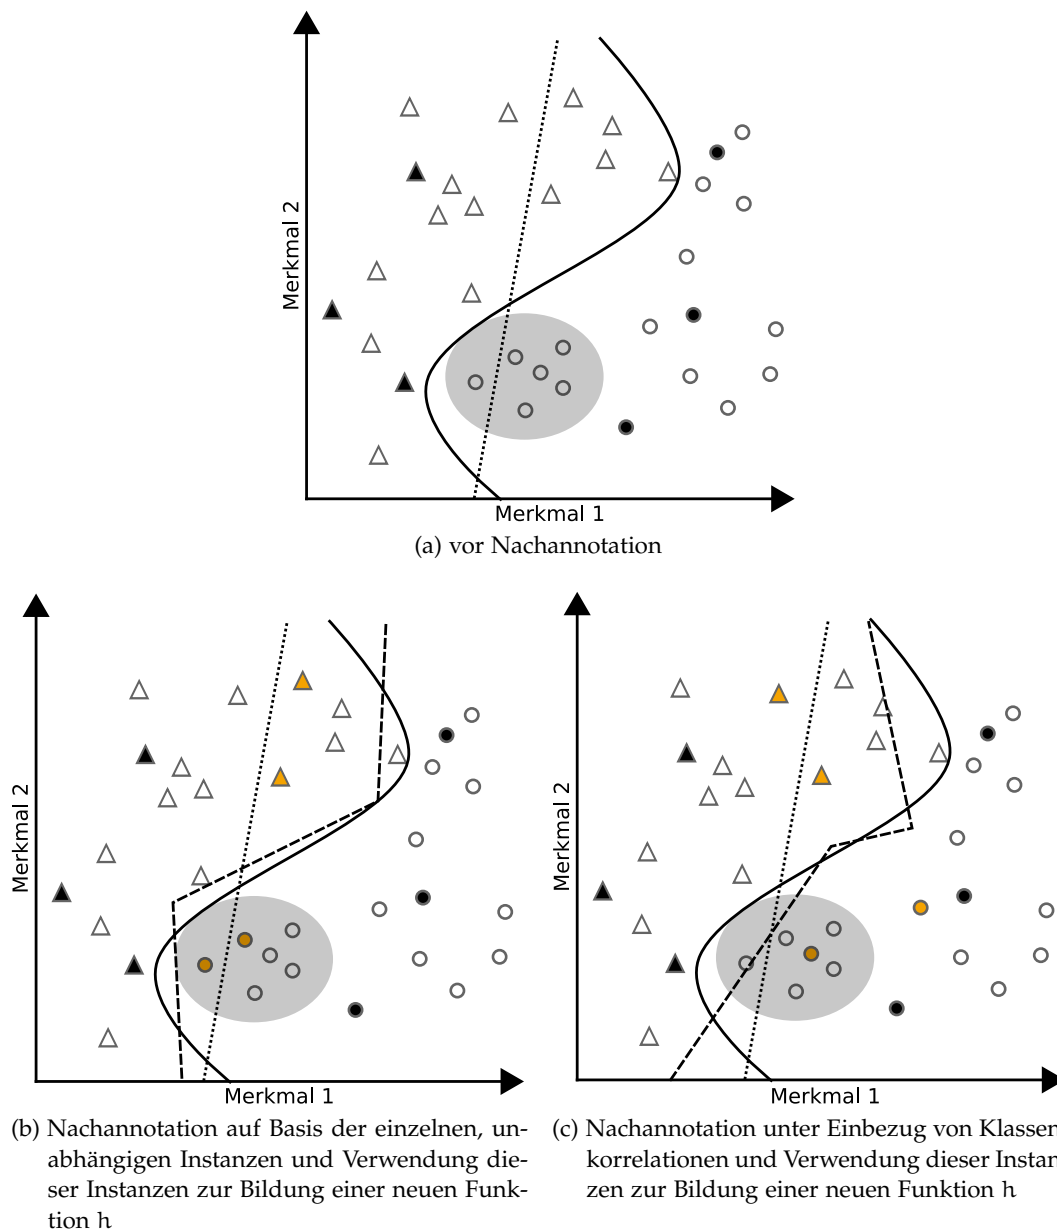 Merkmal 2
Merkmal 1
(a) vor Nachannotation
Merkmal 2
Merkmal 1
(b) Nachannotation auf Basis der einzelnen, un-
abhängigen Instanzen und Verwendung die-
ser Instanzen zur Bildung einer neuen Funk-
tion h
Merkmal 2
Merkmal 1
(c) Nachannotation unter Einbezug von Klassen
korrelationen und Verwendung dieser Instan
zen zur Bildung einer neuen Funktion h